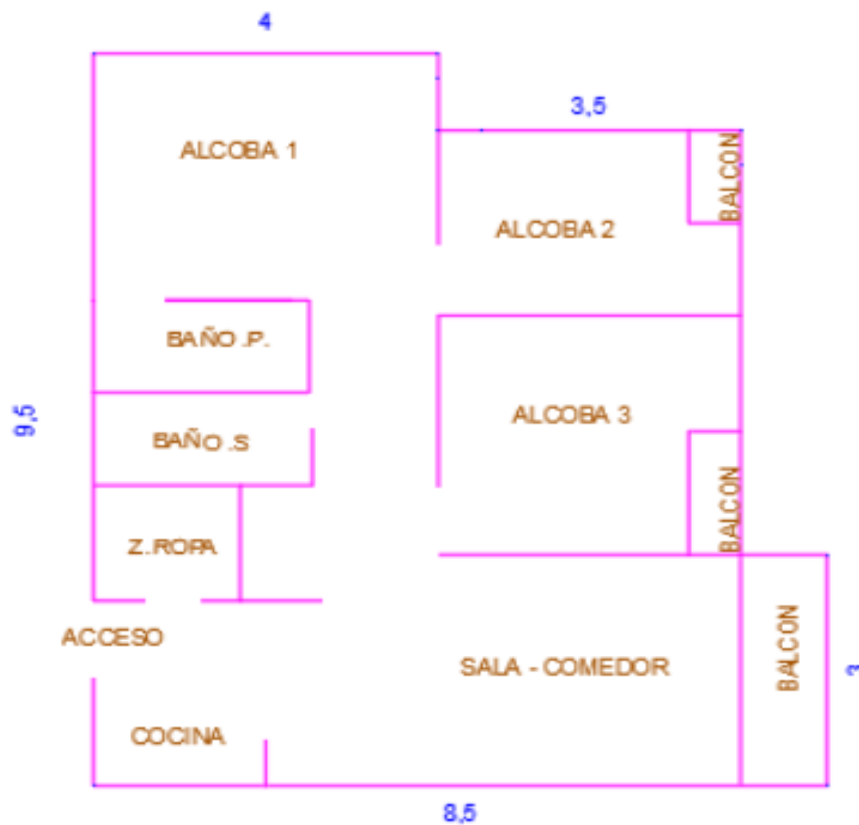 4
3,5
ALCOBA 1
BALCON
ALCOBA 2
BAÑO .P.
9,5
ALCOBA 3
BAÑO .S
BALCON
Z.ROPA
ACCESO
SALA - COMEDOR
BALCON
COCINA
8,5